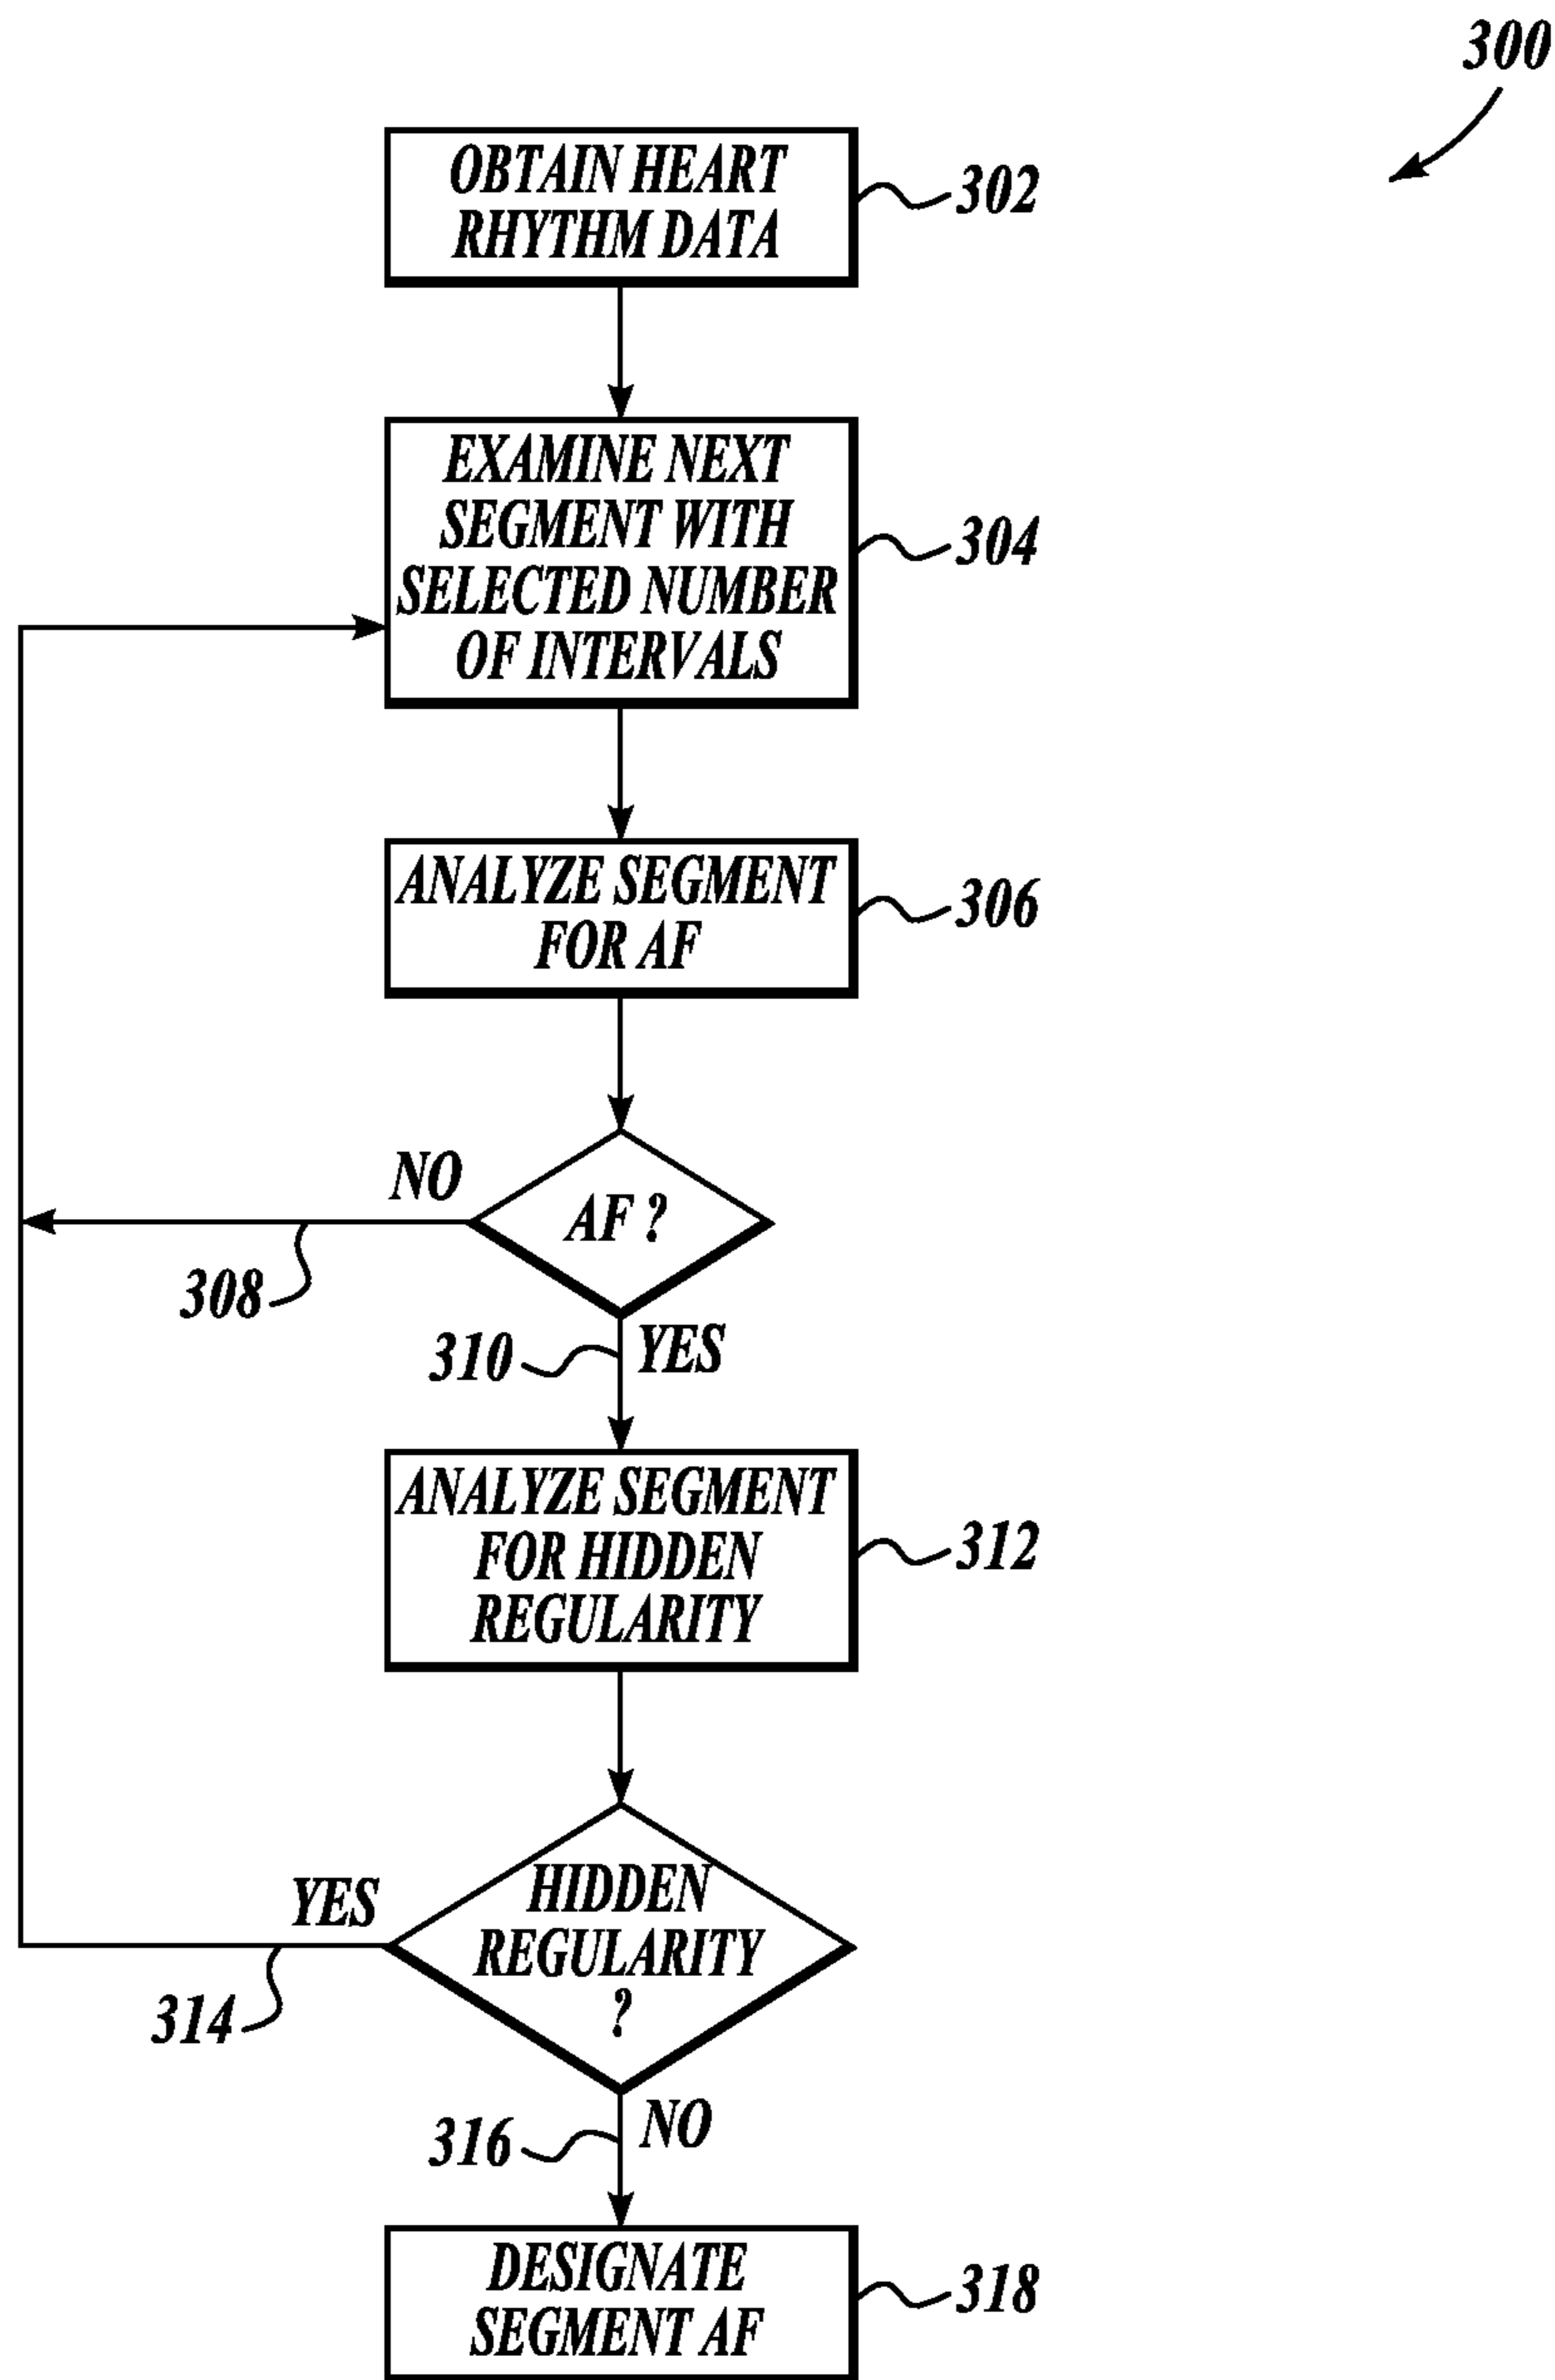 300
OBTAIN HEART
RHYTHM DATA
302
EXAMINE NEXT
SEGMENT WITH
SELECTED NUMBER
OF INTERVALS
304
ANALYZE SEGMENT
FOR AF
306
NO
AF ?
308
310
YES
ANALYZE SEGMENT
FOR HIDDEN
REGULARITY
312
YES
HIDDEN
REGULARITY
?
314
316
NO
DESIGNATE
SEGMENT AF
318